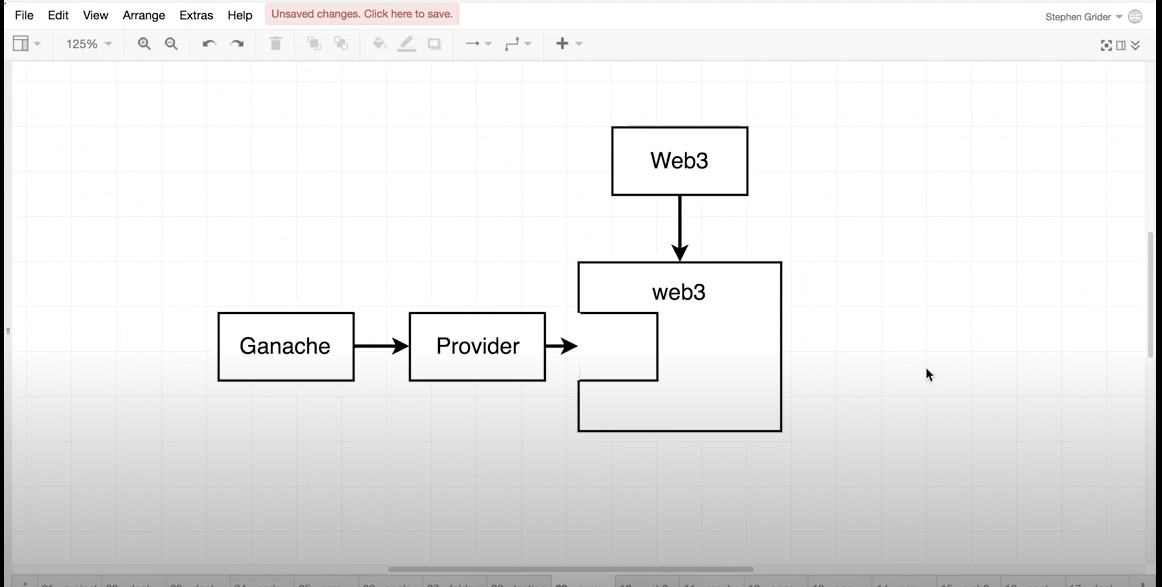 File Edit View Arrange Extras Help Unsaved changes. Click here to save. Stephen Grider
125%
Web3
web3
Ganache Provider